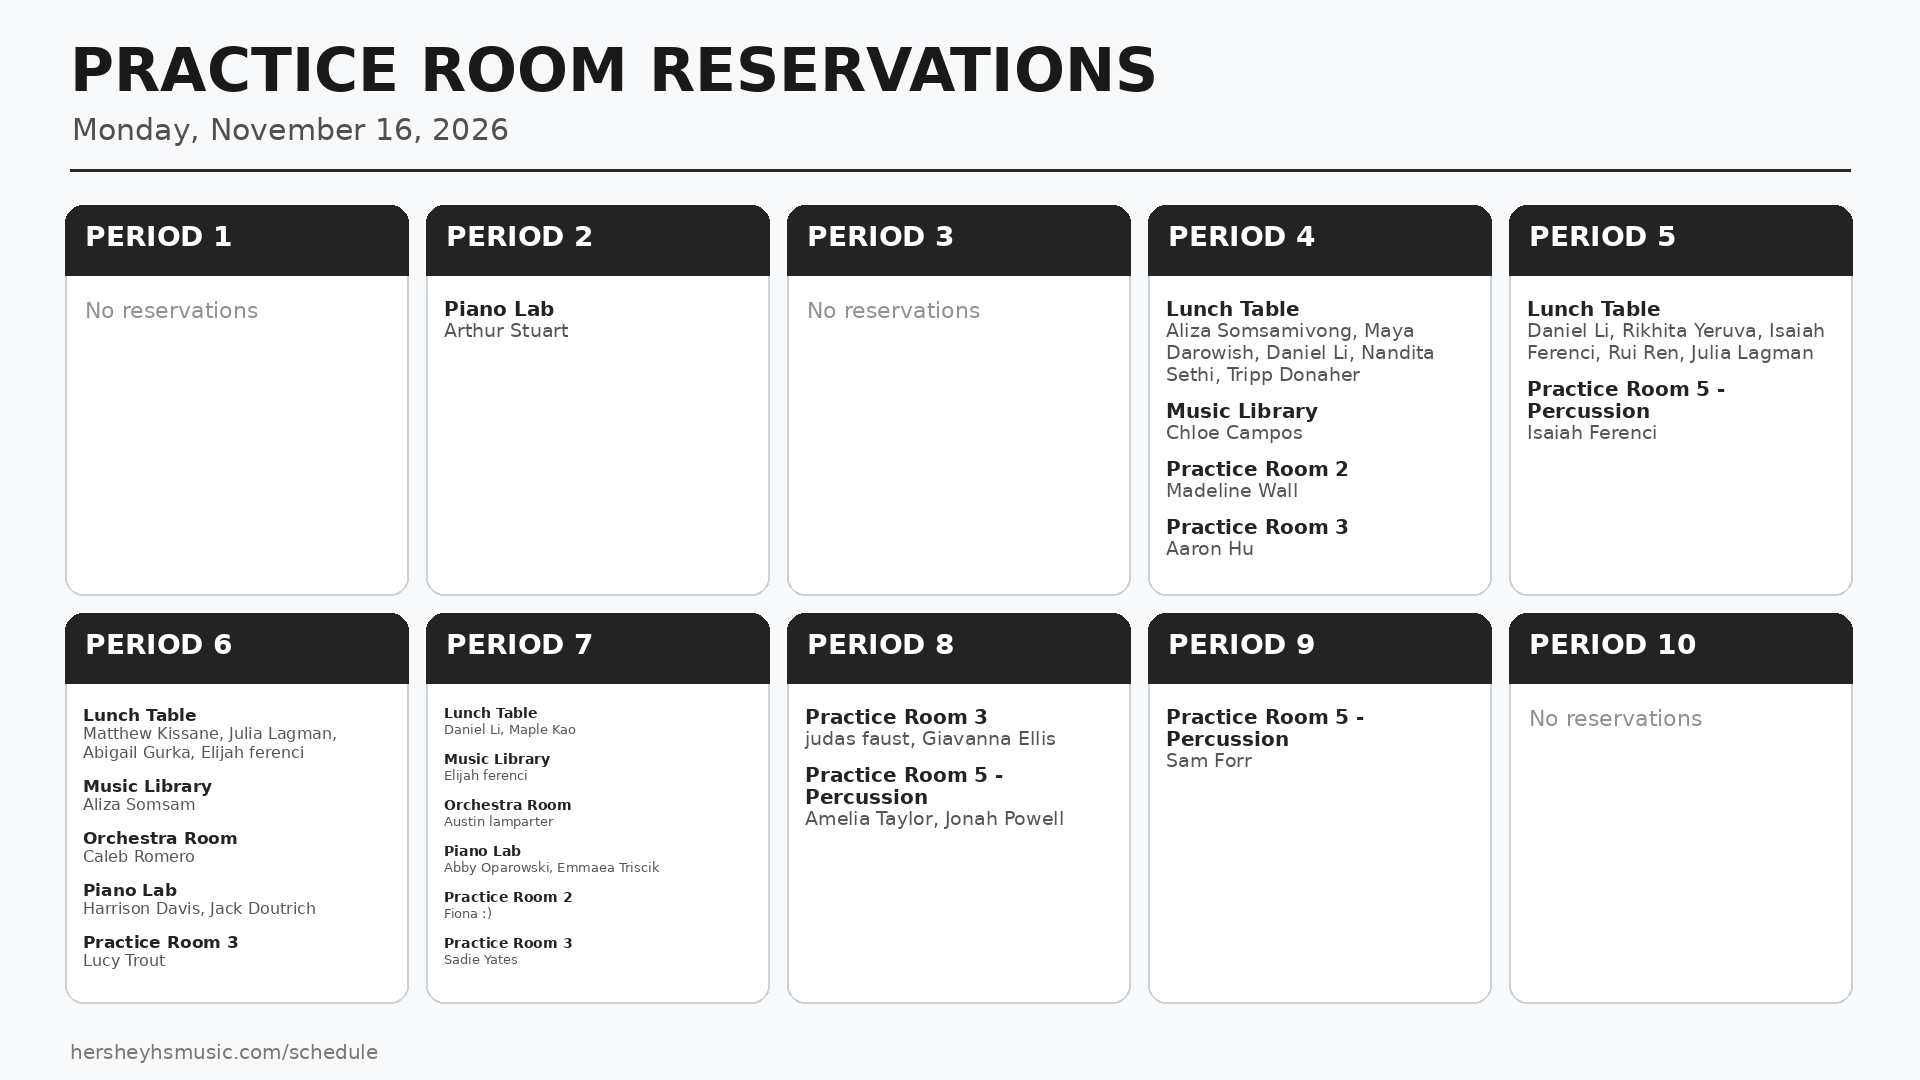 PRACTICE ROOM RESERVATIONS
Monday, November 16, 2026
PERIOD 1
No reservations
PERIOD 2
Piano Lab
Arthur Stuart
PERIOD 3
No reservations
PERIOD 4
Lunch Table
Aliza Somsamivong, Maya
Darowish, Daniel Li, Nandita
Sethi, Tripp Donaher
Music Library
Chloe Campos
Practice Room 2
Madeline Wall
Practice Room 3
Aaron Hu
PERIOD 5
Lunch Table
Daniel Li, Rikhita Yeruva, Isaiah
Ferenci, Rui Ren, Julia Lagman
Practice Room 5 -
Percussion
Isaiah Ferenci
PERIOD 6
Lunch Table
Matthew Kissane, Julia Lagman,
Abigail Gurka, Elijah ferenci
Music Library
Aliza Somsam
Orchestra Room
Caleb Romero
Piano Lab
Harrison Davis, Jack Doutrich
Practice Room 3
Lucy Trout
PERIOD 7
Lunch Table
Daniel Li, Maple Kao
Music Library
Elijah ferenci
Orchestra Room
Austin lamparter
Piano Lab
Abby Oparowski, Emmaea Triscik
Practice Room 2
Fiona :)
Practice Room 3
Sadie Yates
PERIOD 8
Practice Room 3
judas faust, Giavanna Ellis
Practice Room 5 -
Percussion
Amelia Taylor, Jonah Powell
PERIOD 9
Practice Room 5 -
Percussion
Sam Forr
PERIOD 10
No reservations
hersheyhsmusic.com/schedule